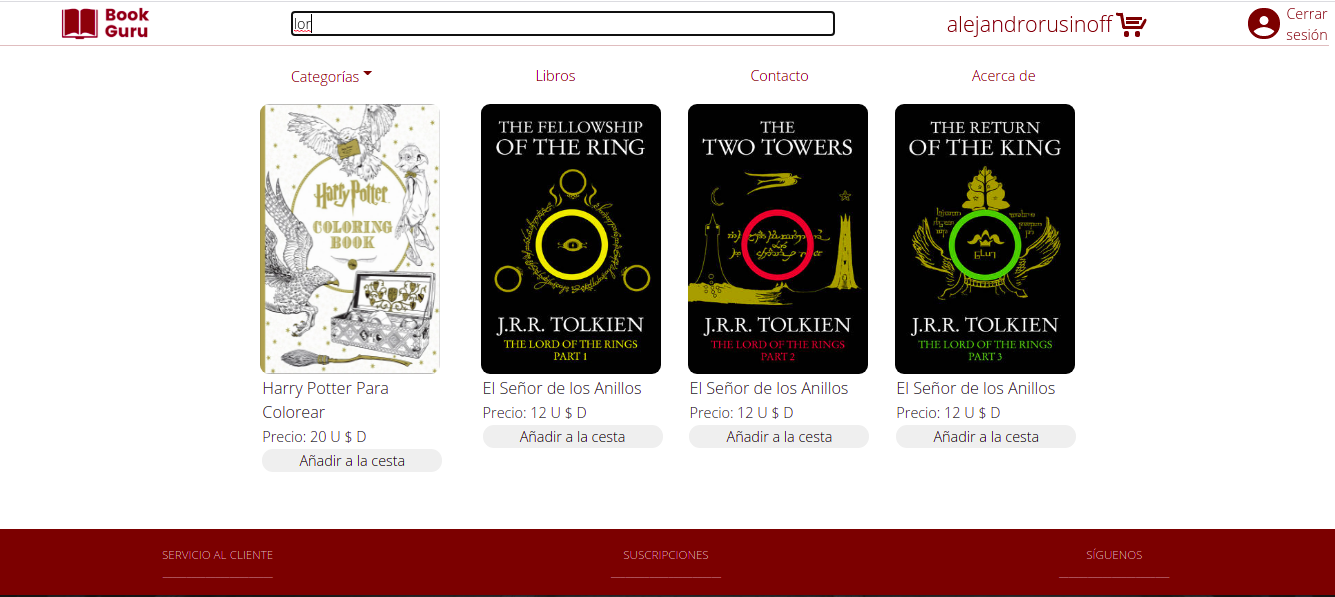 Book
Guru
lor
alejandrorusinoff
Cerrar
sesión
Categorías
Libros
Contacto
Acerca de
Harry Potter
COLORING
BOOK
THE FELLOWSHIP
OF THE RING
J.R.R. TOLKIEN
THE LORD OF THE RINGS
PART 1
THE
TWO TOWERS
J.R.R. TOLKIEN
THE LORD OF THE RINGS
PART 2
THE RETURN
OF THE KING
J.R.R. TOLKIEN
THE LORD OF THE RINGS
PART 3
Harry Potter Para
Colorear
Precio: 20 U $ D
Añadir a la cesta
El Señor de los Anillos
Precio: 12 U $ D
Añadir a la cesta
El Señor de los Anillos
Precio: 12 U $ D
Añadir a la cesta
El Señor de los Anillos
Precio: 12 U $ D
Añadir a la cesta
SERVICIO AL CLIENTE
SUSCRIPCIONES
SÍGUENOS